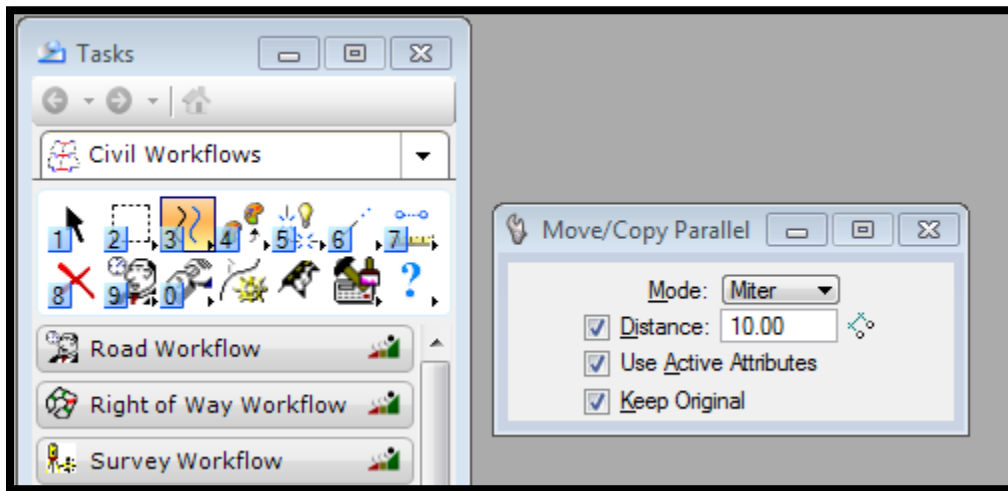 Tasks
Civil Workflows
1 2 3 4 5 6 7
8 9 0 ?
Road Workflow
Right of Way Workflow
Survey Workflow
Move/Copy Parallel
Mode: Miter
Distance: 10.00
Use Active Attributes
Keep Original